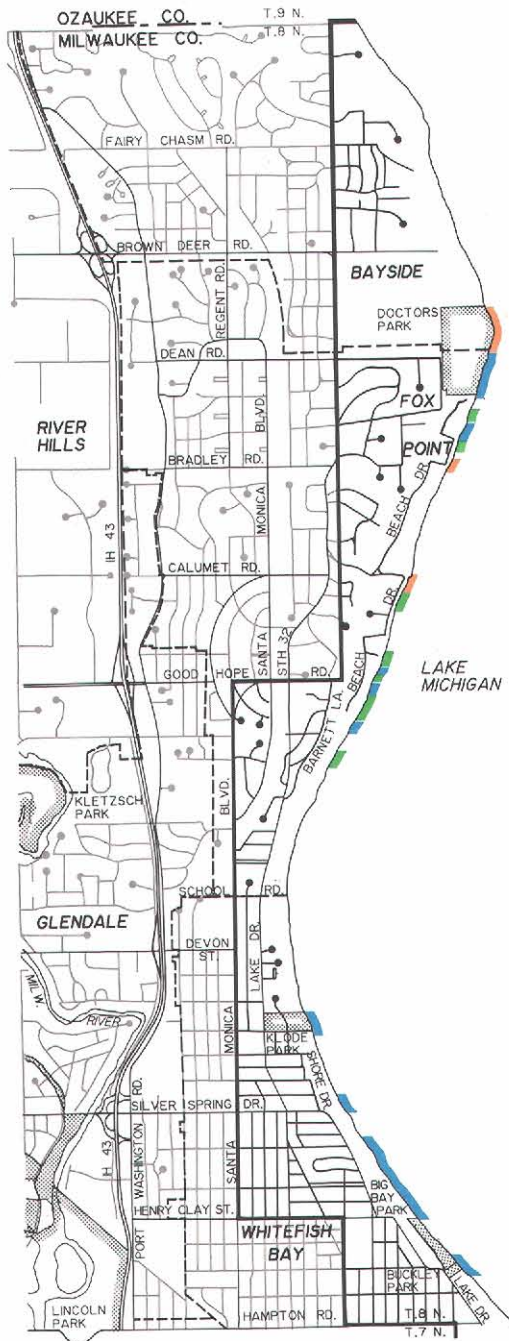 OZAUKEE CO.
T.9 N.
MILWAUKEE CO.
T.8 N.
FAIRY CHASM RD.
BROWN DEER RD.
BAYSIDE
REGENT RD.
DOCTORS
PARK
DEAN RD.
FOX
POINT
RIVER
HILLS
BLVD.
BRADLEY RD.
BEACH DR.
MONICA
IH 43
CALUMET RD.
SANTA
STH 32
DR.
BEACH
GOOD HOPE RD.
LAKE
MICHIGAN
BARNETT LA.
KLETZSCH
PARK
BLVD.
SCHOOL RD.
GLENDALE
DEVON
ST.
LAKE DR.
MILW.
RIVER
MONICA
KLODE
PARK
SHORE DR.
SILVER SPRING DR.
RD.
IH 43
WASHINGTON
PORT
SANTA
BIG
BAY
PARK
HENRY CLAY ST.
WHITEFISH
BAY
BUCKLEY
PARK
LAKE DR.
LINCOLN
PARK
HAMPTON RD.
T.8 N.
T.7 N.